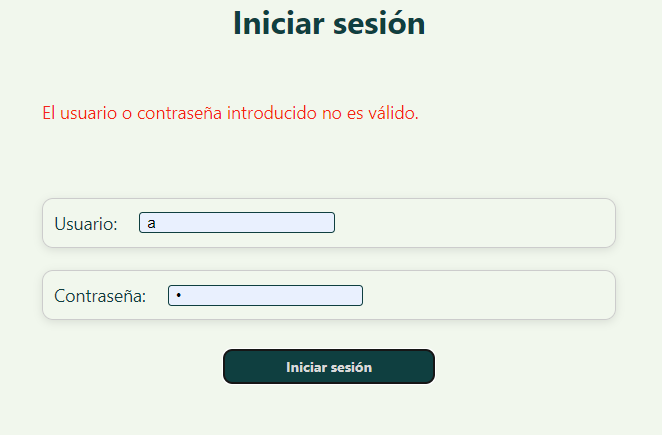 Iniciar sesión
El usuario o contraseña introducido no es válido.
Usuario: a
Contraseña: •
Iniciar sesión